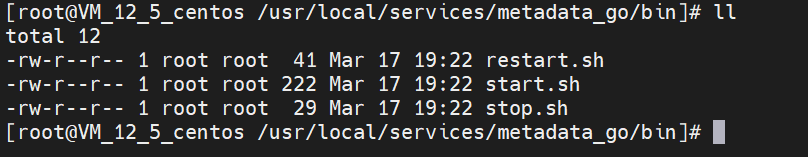 [root@VM_12_5_centos /usr/local/services/metadata_go/bin]# ll
total 12
-rw-r--r-- 1 root root  41 Mar 17 19:22 restart.sh
-rw-r--r-- 1 root root 222 Mar 17 19:22 start.sh
-rw-r--r-- 1 root root  29 Mar 17 19:22 stop.sh
[root@VM_12_5_centos /usr/local/services/metadata_go/bin]#